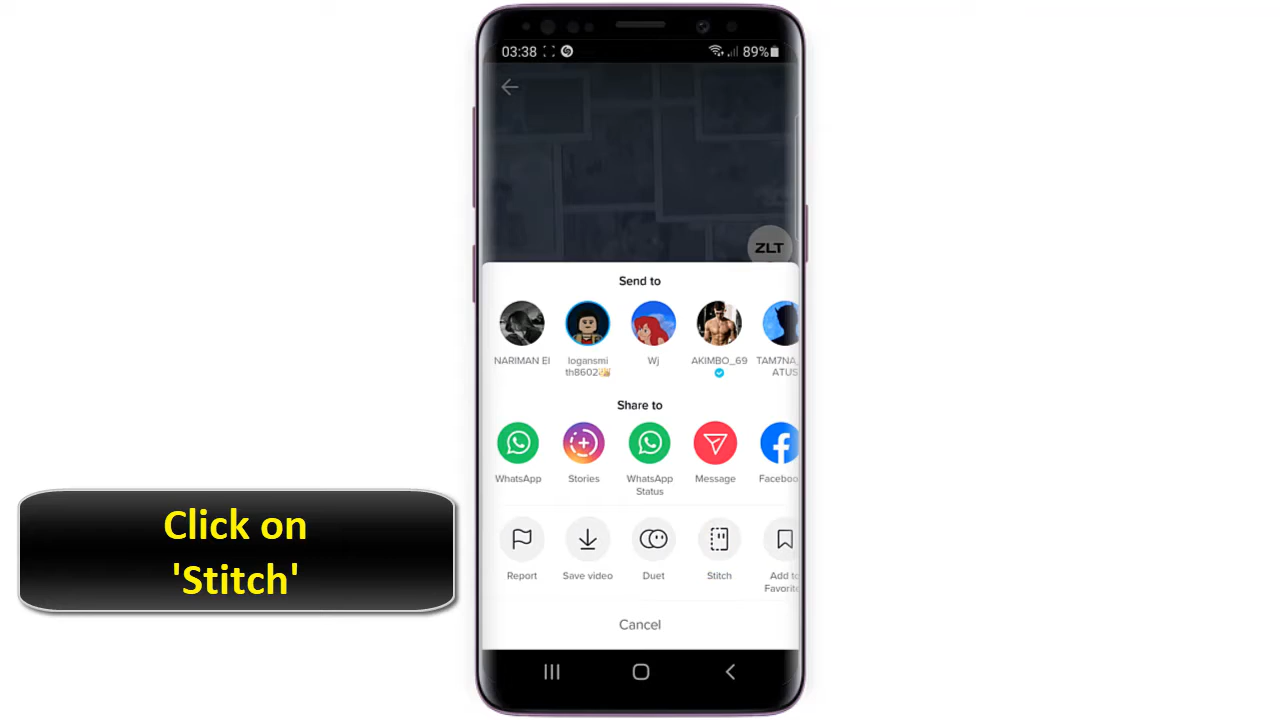 03:38
89%
ZLT
Send to
NARIMAN El
logansmi
th8602
Wj
AKIMBO_69
TAM7NA_
ATUS
Share to
WhatsApp
Stories
WhatsApp
Status
Message
Faceboo
Click on
'Stitch'
Report
Save video
Duet
Stitch
Add to
Favorite
Cancel